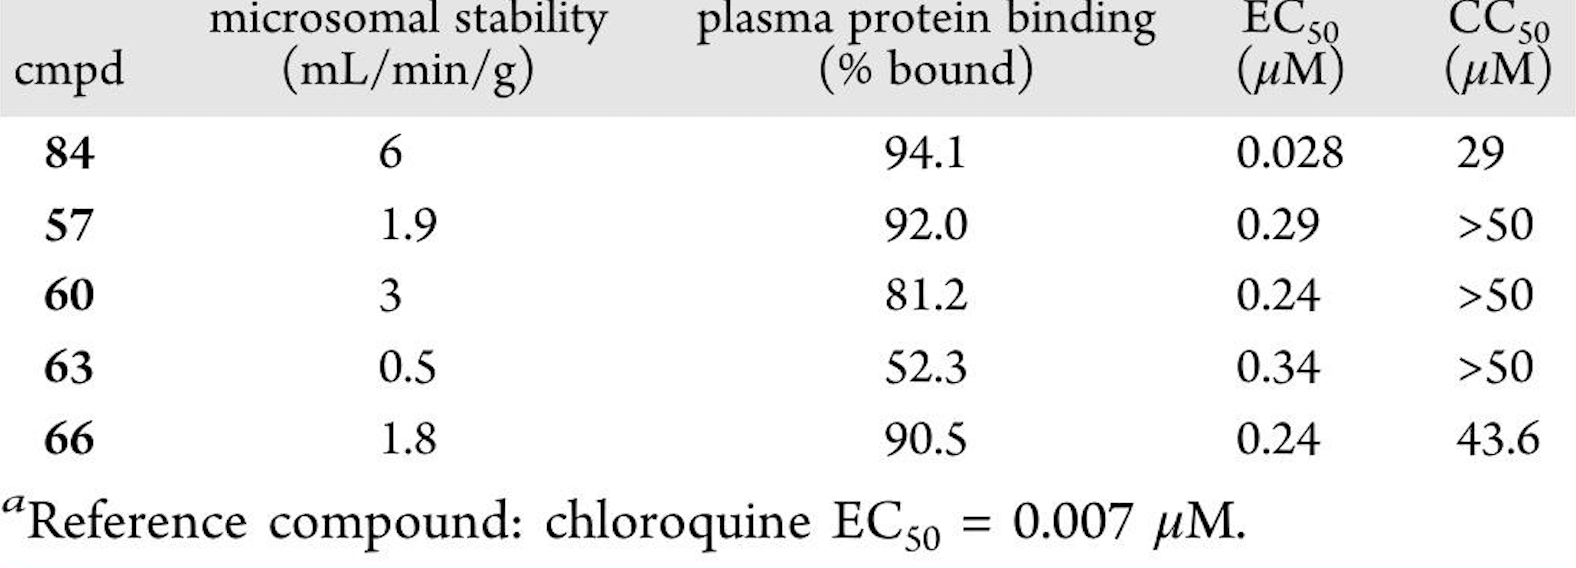 microsomal stability plasma protein binding EC50 CC50
cmpd (mL/min/g) (% bound) (μM) (μM)
84 6 94.1 0.028 29
57 1.9 92.0 0.29 >50
60 3 81.2 0.24 >50
63 0.5 52.3 0.34 >50
66 1.8 90.5 0.24 43.6
aReference compound: chloroquine EC50 = 0.007 μM.